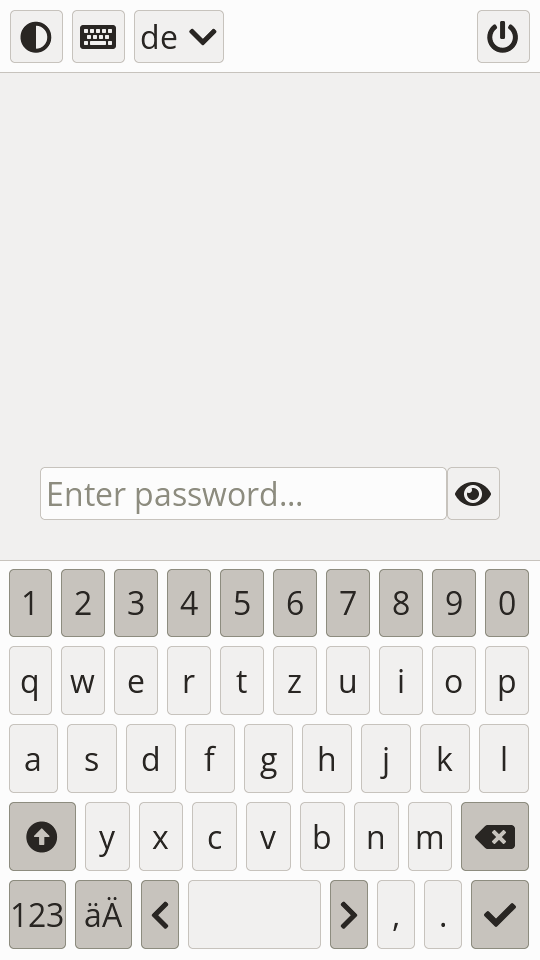 de
Enter password...
1 2 3 4 5 6 7 8 9 0
q w e r t z u i o p
a s d f g h j k l
y x c v b n m
123 äÄ , .